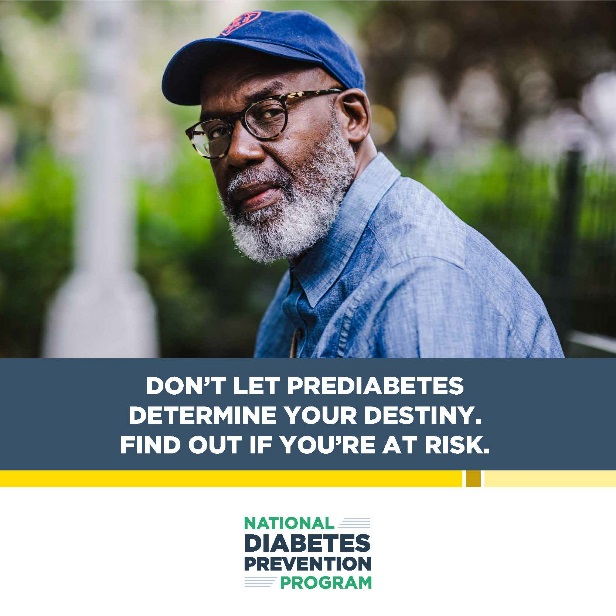 DON'T LET PREDIABETES
DETERMINE YOUR DESTINY.
FIND OUT IF YOU'RE AT RISK.
NATIONAL
DIABETES
PREVENTION
PROGRAM